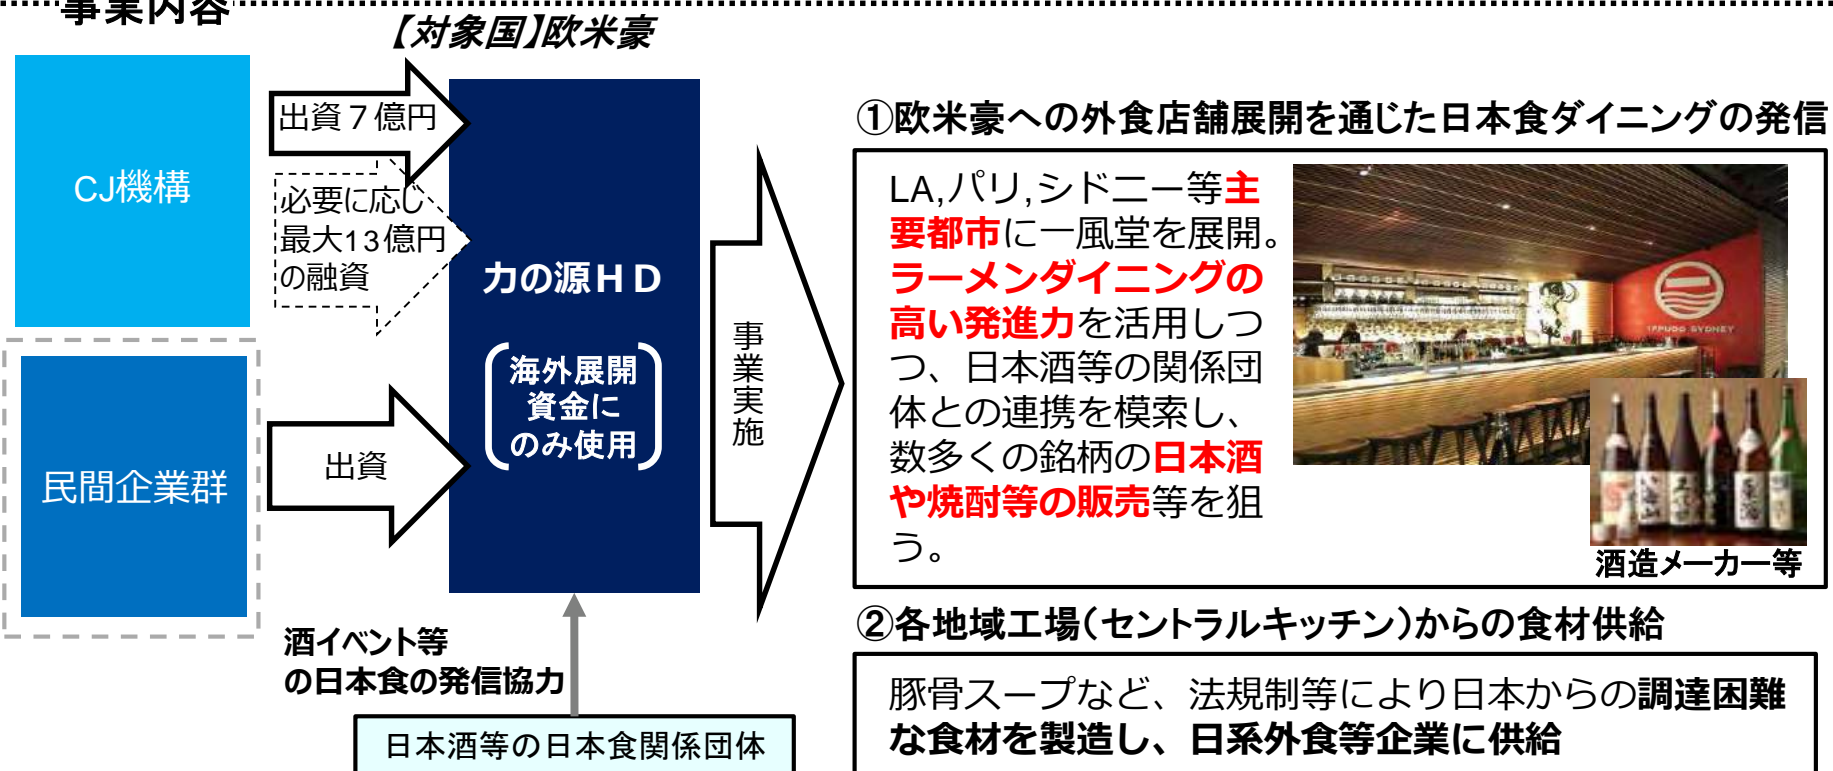 事業内容
【対象国】欧米豪
CJ機構
出資７億円
必要に応じ
最大13億円
の融資
民間企業群
出資
力の源ＨＤ
海外展開
資金に
のみ使用
事業実施
酒イベント等
の日本食の発信協力
日本酒等の日本食関係団体
①欧米豪への外食店舗展開を通じた日本食ダイニングの発信
LA,パリ,シドニー等主
要都市に一風堂を展開。
ラーメンダイニングの
高い発進力を活用しつ
つ、日本酒等の関係団
体との連携を模索し、
数多くの銘柄の日本酒
や焼酎等の販売等を狙
う。
IPPUDO SYDNEY
酒造メーカー等
②各地域工場（セントラルキッチン）からの食材供給
豚骨スープなど、法規制等により日本からの調達困難
な食材を製造し、日系外食等企業に供給